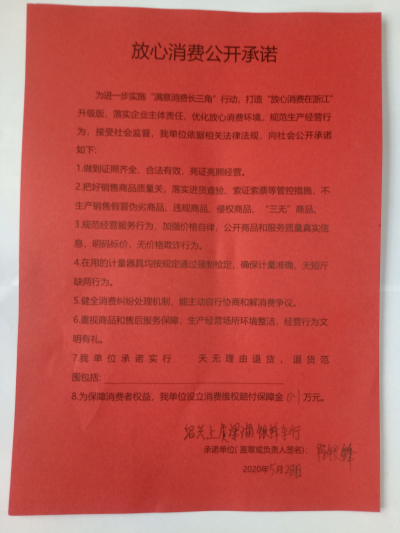 放心消费公开承诺
为进一步实施“满意消费长三角”行动，打造“放心消费在浙江”
升级版，落实企业主体责任，优化放心消费环境，规范生产经营行
为，接受社会监督，我单位依据相关法律法规，向社会公开承诺
如下：
1.做到证照齐全、合法有效，亮证亮照经营。
2.把好销售商品质量关，落实进货查验、索证索票等管控措施，不
生产销售假冒伪劣商品、违规商品、侵权商品、“三无”商品。
3.规范经营服务行为，加强价格自律，公开商品和服务质量真实信
息，明码标价，无价格欺诈行为。
4.在用的计量器具均按规定通过强制检定，确保计量准确，无短斤
缺两行为。
5.健全消费纠纷处理机制，能主动自行协商和解消费争议。
6.重视商品和售后服务保障，生产经营场所环境整洁，经营行为文
明有礼。
7.我单位承诺实行 天无理由退货，退货范
围包括：
8.为保障消费者权益，我单位设立消费维权赔付保障金0.1万元。
车行
承诺单位（盖章或负责人签名）：
2020年5月28日